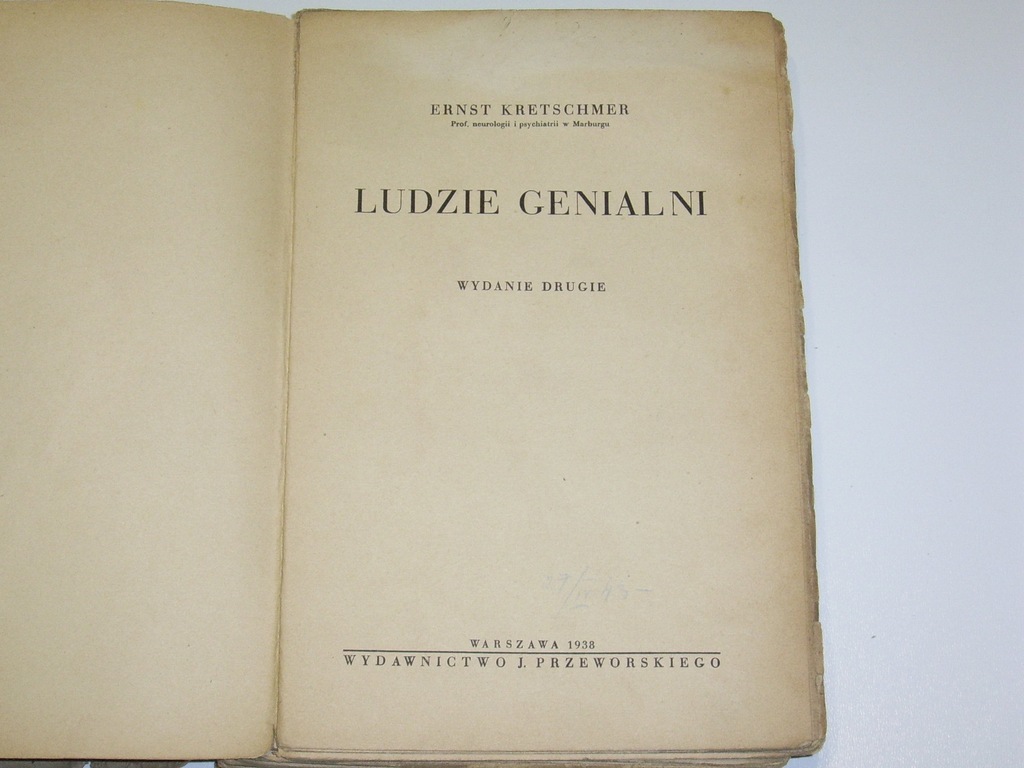 ERNST KRETSCHMER
Prof. neurologii i psychiatrii w Marburgu
LUDZIE GENIALNI
WYDANIE DRUGIE
WARSZAWA 1938
WYDAWNICTWO J. PRZEWORSKIEGO